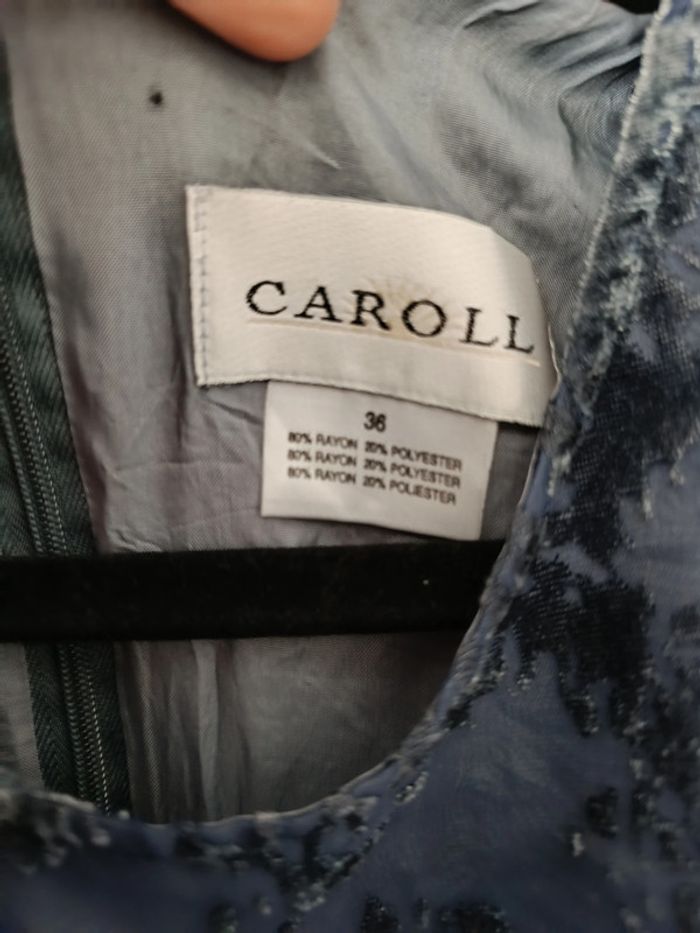 CAROLL
36
80% RAYON 20% POLYESTER
80% RAYON 20% POLYESTER
80% RAYON 20% POLIESTER